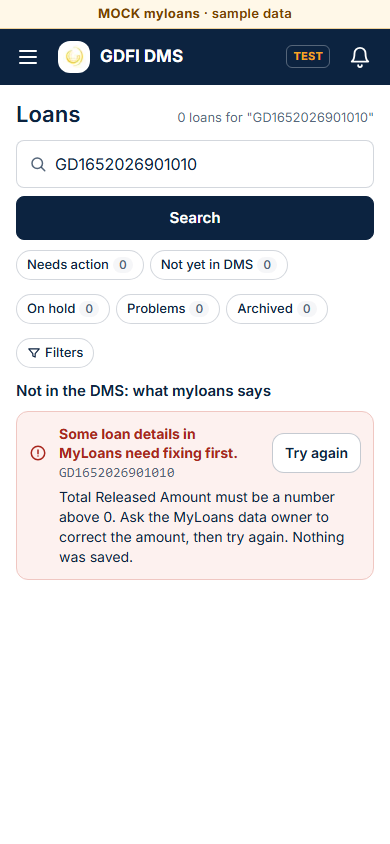 MOCK myloans · sample data
GDFI DMS
TEST
Loans
0 loans for "GD1652026901010"
GD1652026901010
Search
Needs action 0
Not yet in DMS 0
On hold 0
Problems 0
Archived 0
Filters
Not in the DMS: what myloans says
Some loan details in
MyLoans need fixing first.
GD1652026901010
Try again
Total Released Amount must be a number
above 0. Ask the MyLoans data owner to
correct the amount, then try again. Nothing
was saved.